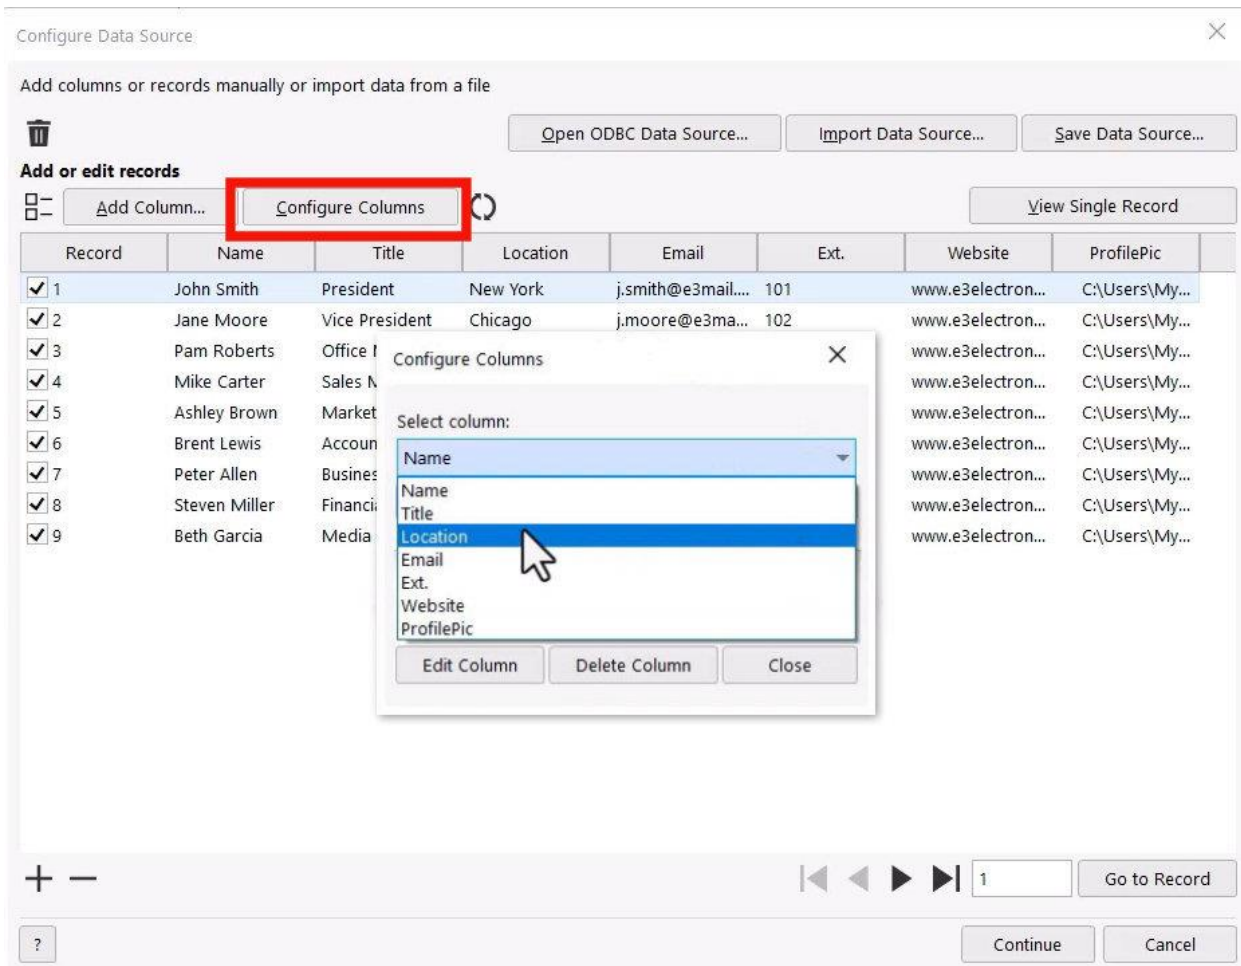 Configure Data Source
Add columns or records manually or import data from a file
Open ODBC Data Source... Import Data Source... Save Data Source...
Add or edit records
Add Column... Configure Columns View Single Record
Record Name Title Location Email Ext. Website ProfilePic
1 John Smith President New York j.smith@e3mail.... 101 www.e3electron... C:\Users\My...
2 Jane Moore Vice President Chicago j.moore@e3ma... 102 www.e3electron... C:\Users\My...
3 Pam Roberts Office www.e3electron... C:\Users\My...
4 Mike Carter Sales www.e3electron... C:\Users\My...
5 Ashley Brown Market www.e3electron... C:\Users\My...
6 Brent Lewis Accoun www.e3electron... C:\Users\My...
7 Peter Allen Busines www.e3electron... C:\Users\My...
8 Steven Miller Financi www.e3electron... C:\Users\My...
9 Beth Garcia Media www.e3electron... C:\Users\My...
Configure Columns
Select column:
Name
Name
Title
Location
Email
Ext.
Website
ProfilePic
Edit Column Delete Column Close
1 Go to Record
? Continue Cancel